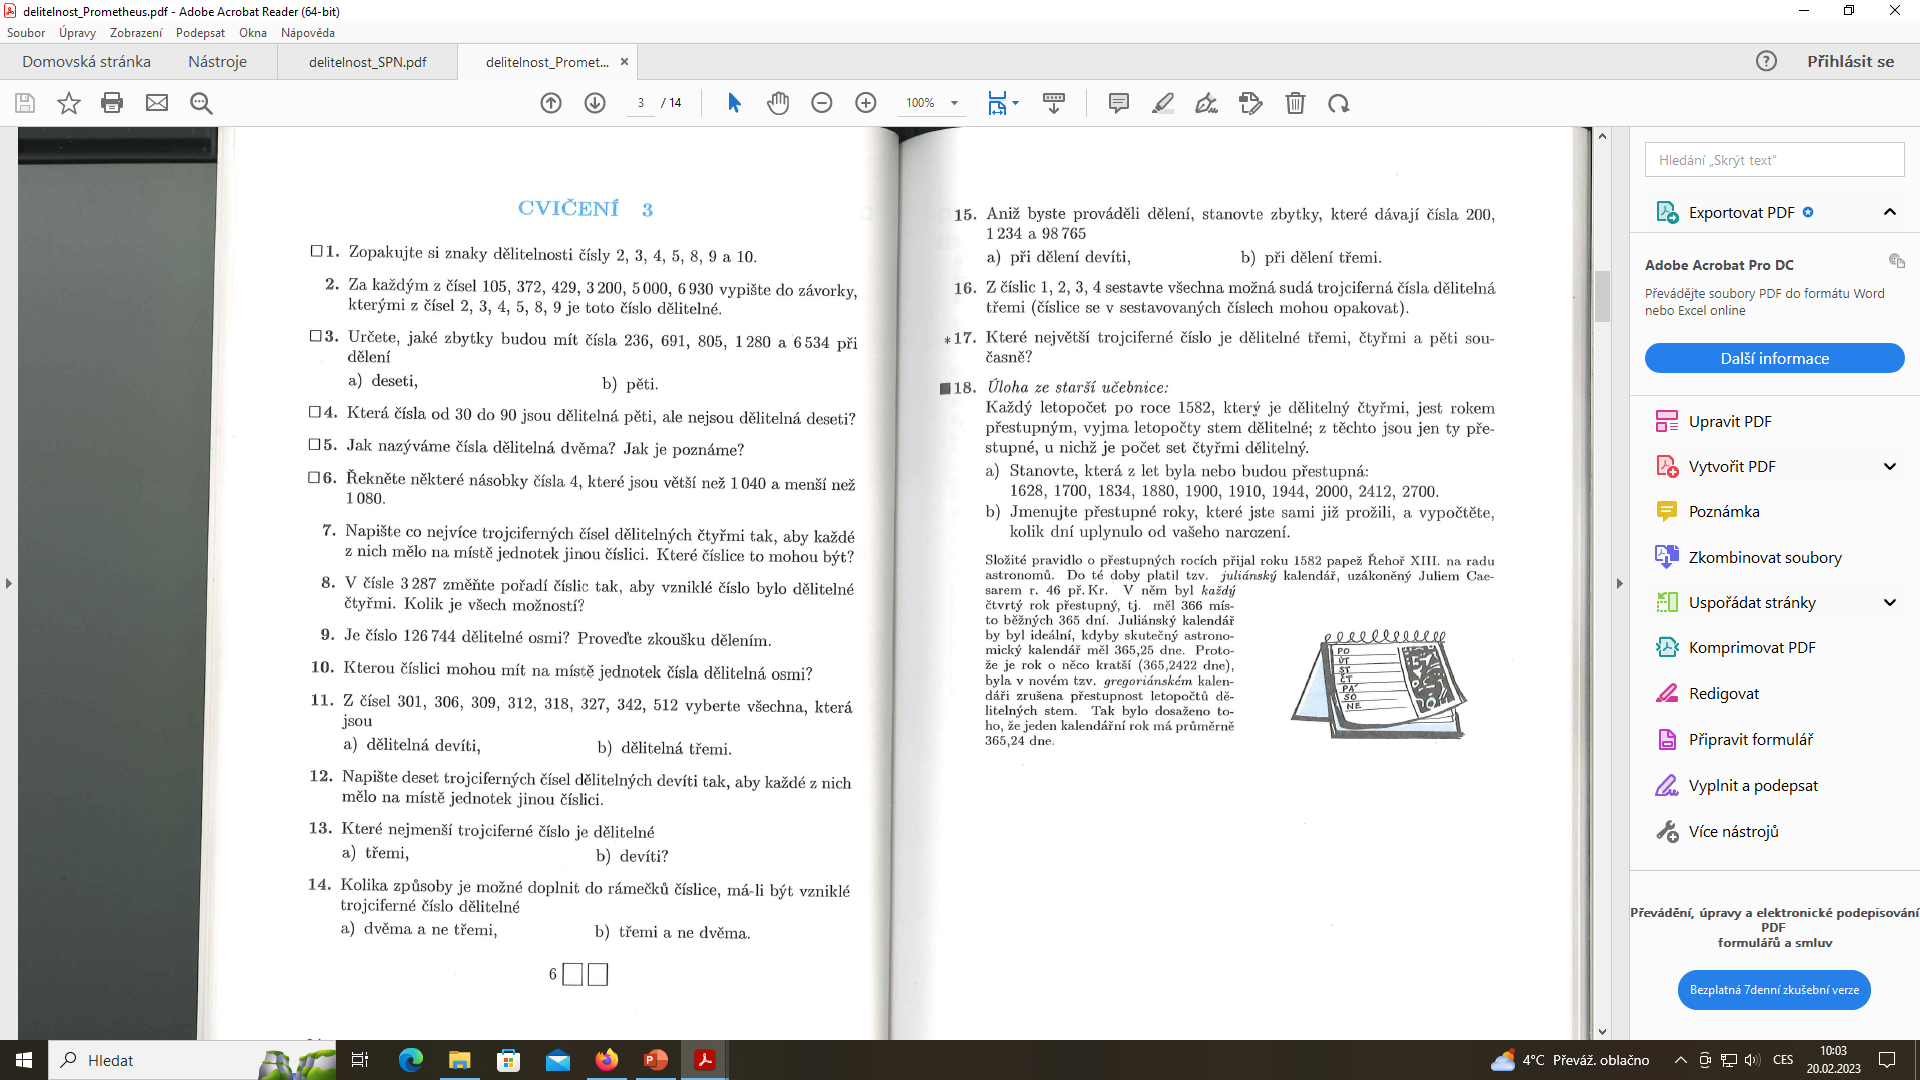 delitelnost_Prometheus.pdf - Adobe Acrobat Reader (64-bit)
Soubor Úpravy Zobrazení Podepsat Okna Nápověda
Domovská stránka Nástroje delitelnost_SPN.pdf delitelnost_Promet... × Přihlásit se
3 / 14 100%
CVIČENÍ 3
1. Zopakujte si znaky dělitelnosti čísly 2, 3, 4, 5, 8, 9 a 10.
2. Za každým z čísel 105, 372, 429, 3 200, 5 000, 6 930 vypište do závorky,
kterými z čísel 2, 3, 4, 5, 8, 9 je toto číslo dělitelné.
3. Určete, jaké zbytky budou mít čísla 236, 691, 805, 1 280 a 6 534 při
dělení
a) deseti, b) pěti.
4. Která čísla od 30 do 90 jsou dělitelná pěti, ale nejsou dělitelná deseti?
5. Jak nazýváme čísla dělitelná dvěma? Jak je poznáme?
6. Řekněte některé násobky čísla 4, které jsou větší než 1 040 a menší než
1 080.
7. Napište co nejvíce trojciferných čísel dělitelných čtyřmi tak, aby každé
z nich mělo na místě jednotek jinou číslici. Které číslice to mohou být?
8. V čísle 3 287 změňte pořadí číslic tak, aby vzniklé číslo bylo dělitelné
čtyřmi. Kolik je všech možností?
9. Je číslo 126 744 dělitelné osmi? Proveďte zkoušku dělením.
10. Kterou číslici mohou mít na místě jednotek čísla dělitelná osmi?
11. Z čísel 301, 306, 309, 312, 318, 327, 342, 512 vyberte všechna, která
jsou
a) dělitelná devíti, b) dělitelná třemi.
12. Napište deset trojciferných čísel dělitelných devíti tak, aby každé z nich
mělo na místě jednotek jinou číslici.
13. Které nejmenší trojciferné číslo je dělitelné
a) třemi, b) devíti?
14. Kolika způsoby je možné doplnit do rámečků číslice, má-li být vzniklé
trojciferné číslo dělitelné
a) dvěma a ne třemi, b) třemi a ne dvěma.
6
15. Aniž byste prováděli dělení, stanovte zbytky, které dávají čísla 200,
1 234 a 98 765
a) při dělení devíti, b) při dělení třemi.
16. Z číslic 1, 2, 3, 4 sestavte všechna možná sudá trojciferná čísla dělitelná
třemi (číslice se v sestavovaných číslech mohou opakovat).
*17. Které největší trojciferné číslo je dělitelné třemi, čtyřmi a pěti sou-
časně?
18. Úloha ze starší učebnice:
Každý letopočet po roce 1582, který je dělitelný čtyřmi, jest rokem
přestupným, vyjma letopočty stem dělitelné; z těchto jsou jen ty pře-
stupné, u nichž je počet set čtyřmi dělitelný.
a) Stanovte, která z let byla nebo budou přestupná:
1628, 1700, 1834, 1880, 1900, 1910, 1944, 2000, 2412, 2700.
b) Jmenujte přestupné roky, které jste sami již prožili, a vypočtěte,
kolik dní uplynulo od vašeho narození.
Složité pravidlo o přestupných rocích přijal roku 1582 papež Řehoř XIII. na radu
astronomů. Do té doby platil tzv. juliánský kalendář, uzákoněný Juliem Cae-
sarem r. 46 př. Kr. V něm byl každý
čtvrtý rok přestupný, tj. měl 366 mís-
to běžných 365 dní. Juliánský kalendář
by byl ideální, kdyby skutečný astrono-
mický kalendář měl 365,25 dne. Proto-
že je rok o něco kratší (365,2422 dne),
byla v novém tzv. gregoriánském kalen-
dáři zrušena přestupnost letopočtů dě-
litelných stem. Tak bylo dosaženo to-
ho, že jeden kalendářní rok má průměrně
365,24 dne.
PO
ÚT
ST
ČT
PÁ
SO
NE
Hledání „Skrýt text"
Exportovat PDF
Adobe Acrobat Pro DC
Převádějte soubory PDF do formátu Word
nebo Excel online
Další informace
Upravit PDF
Vytvořit PDF
Poznámka
Zkombinovat soubory
Uspořádat stránky
Komprimovat PDF
Redigovat
Připravit formulář
Vyplnit a podepsat
Více nástrojů
Převádění, úpravy a elektronické podepisování
PDF
formulářů a smluv
Bezplatná 7denní zkušební verze
Hledat
4°C Převáž. oblačno CES 10:03
20.02.2023